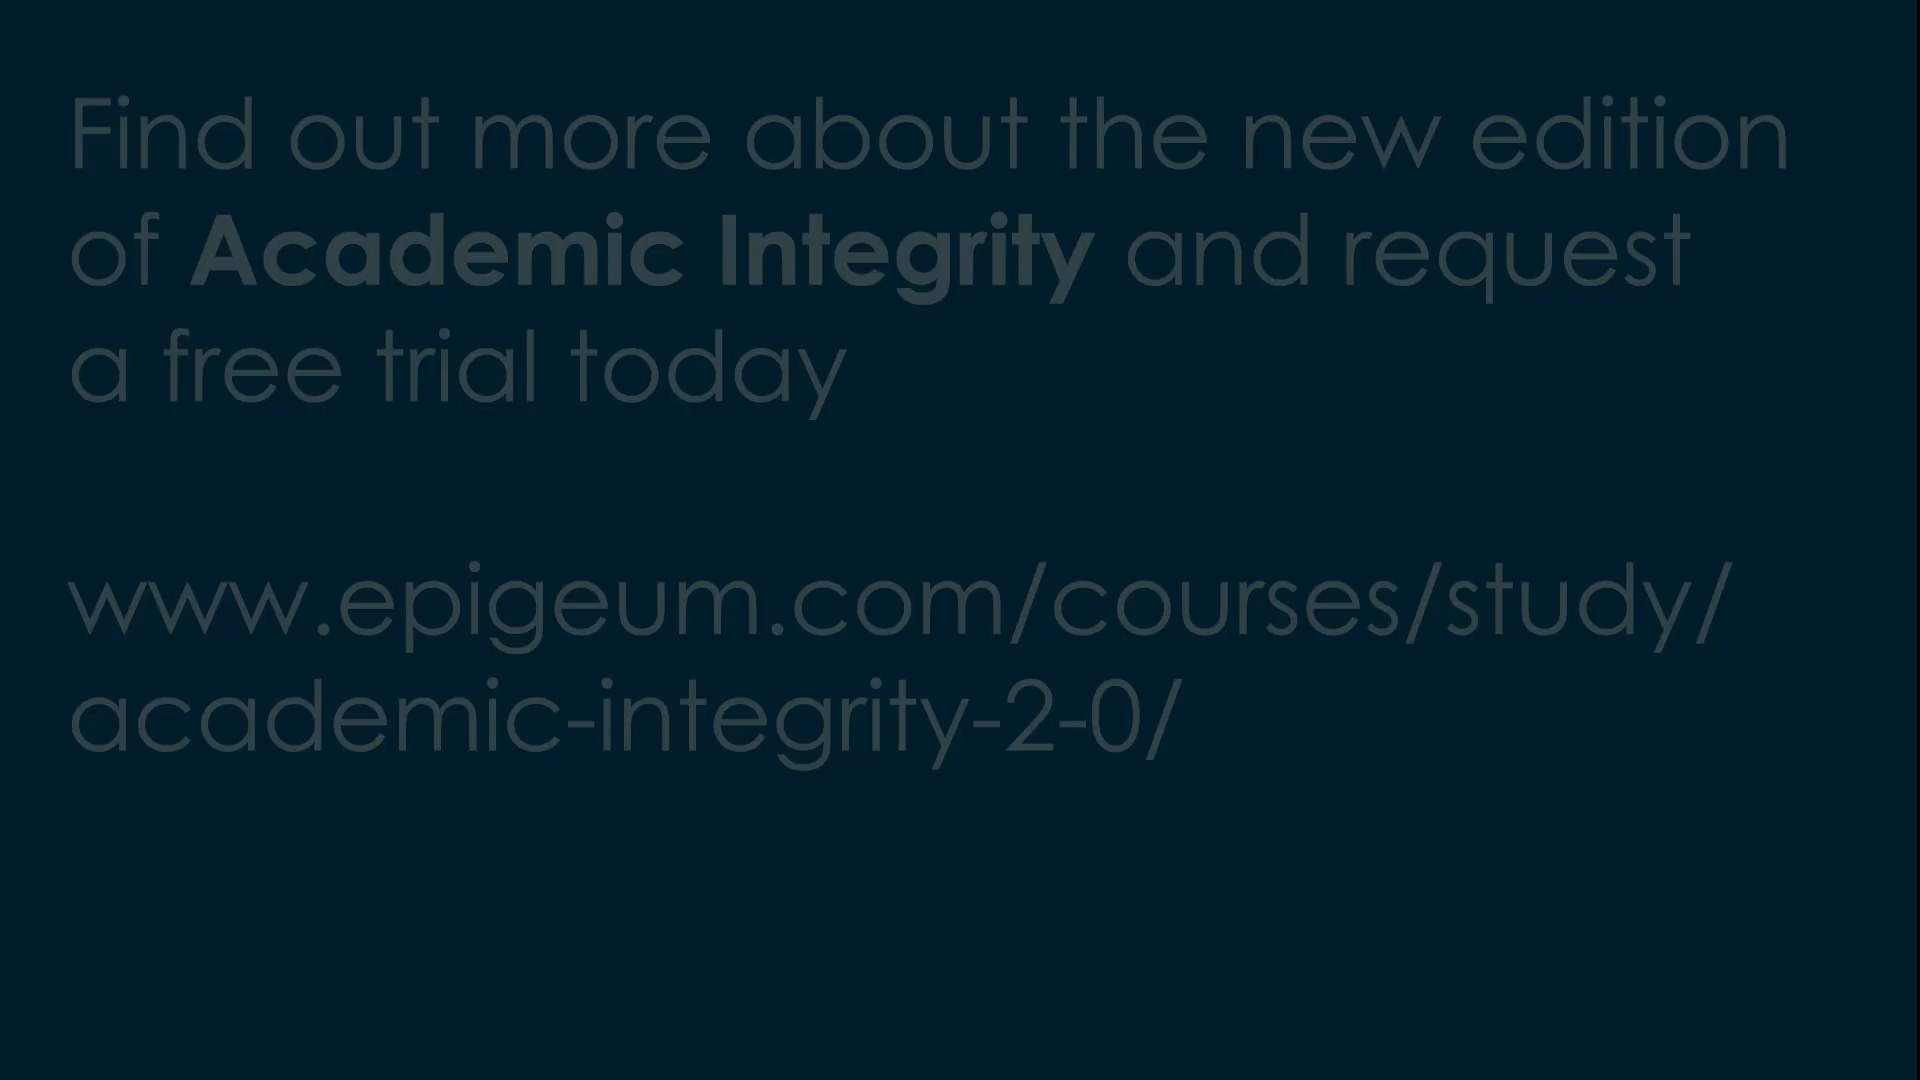 Find out more about the new edition
of Academic Integrity and request
a free trial today
www.epigeum.com/courses/study/
academic-integrity-2-0/